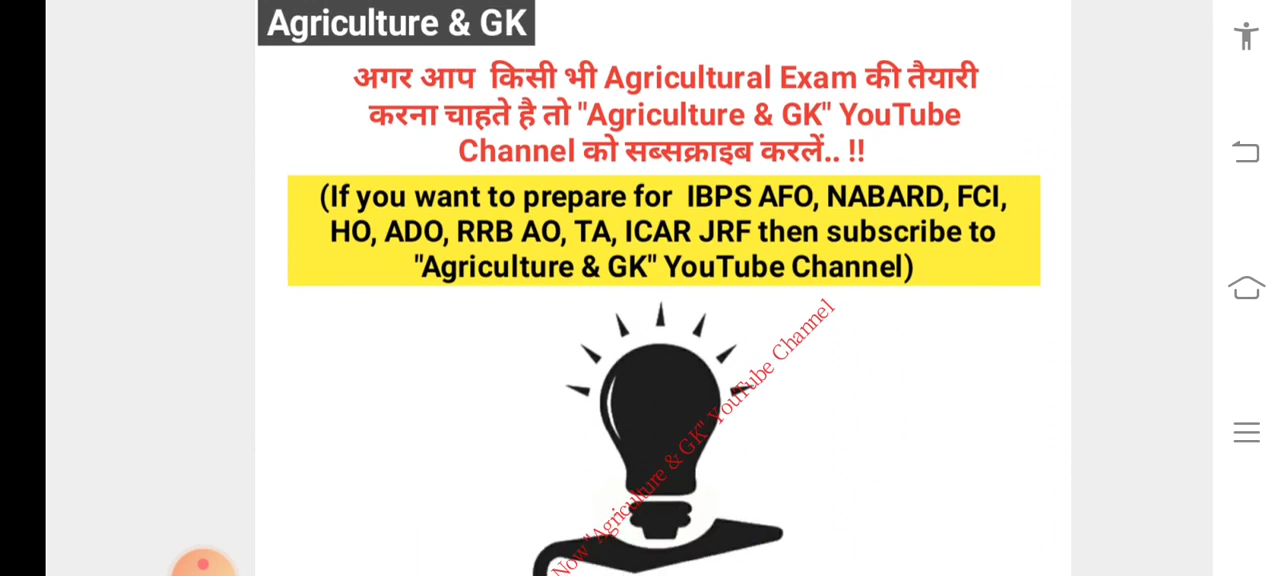 Agriculture & GK
अगर आप किसी भी Agricultural Exam की तैयारी
करना चाहते है तो "Agriculture & GK" YouTube
Channel को सब्सक्राइब करलें.. !!
(If you want to prepare for IBPS AFO, NABARD, FCI,
HO, ADO, RRB AO, TA, ICAR JRF then subscribe to
"Agriculture & GK" YouTube Channel)
Now "Agriculture & GK" YouTube Channel